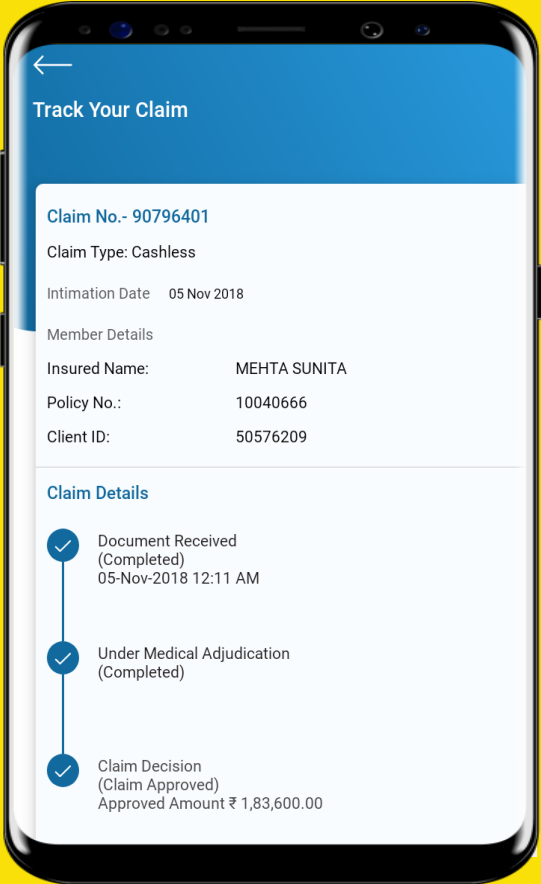 Track Your Claim
Claim No.- 90796401
Claim Type: Cashless
Intimation Date 05 Nov 2018
Member Details
Insured Name: MEHTA SUNITA
Policy No.: 10040666
Client ID: 50576209
Claim Details
Document Received
(Completed)
05-Nov-2018 12:11 AM
Under Medical Adjudication
(Completed)
Claim Decision
(Claim Approved)
Approved Amount ₹ 1,83,600.00